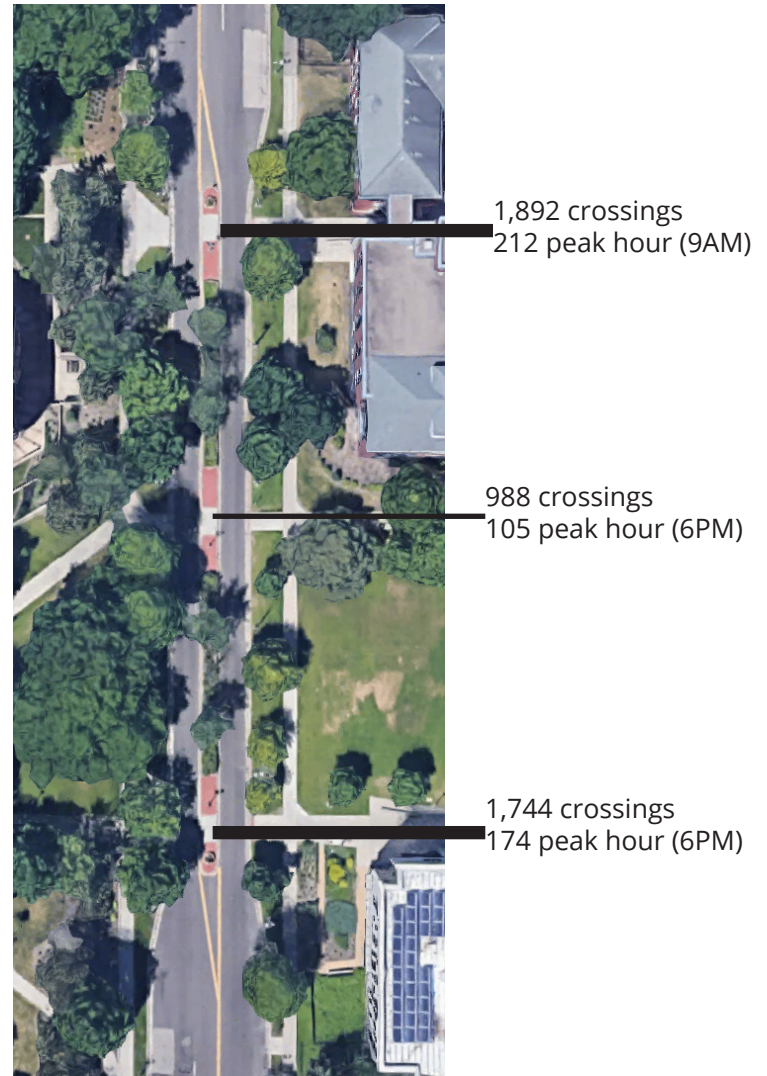 1,892 crossings
212 peak hour (9AM)
988 crossings
105 peak hour (6PM)
1,744 crossings
174 peak hour (6PM)